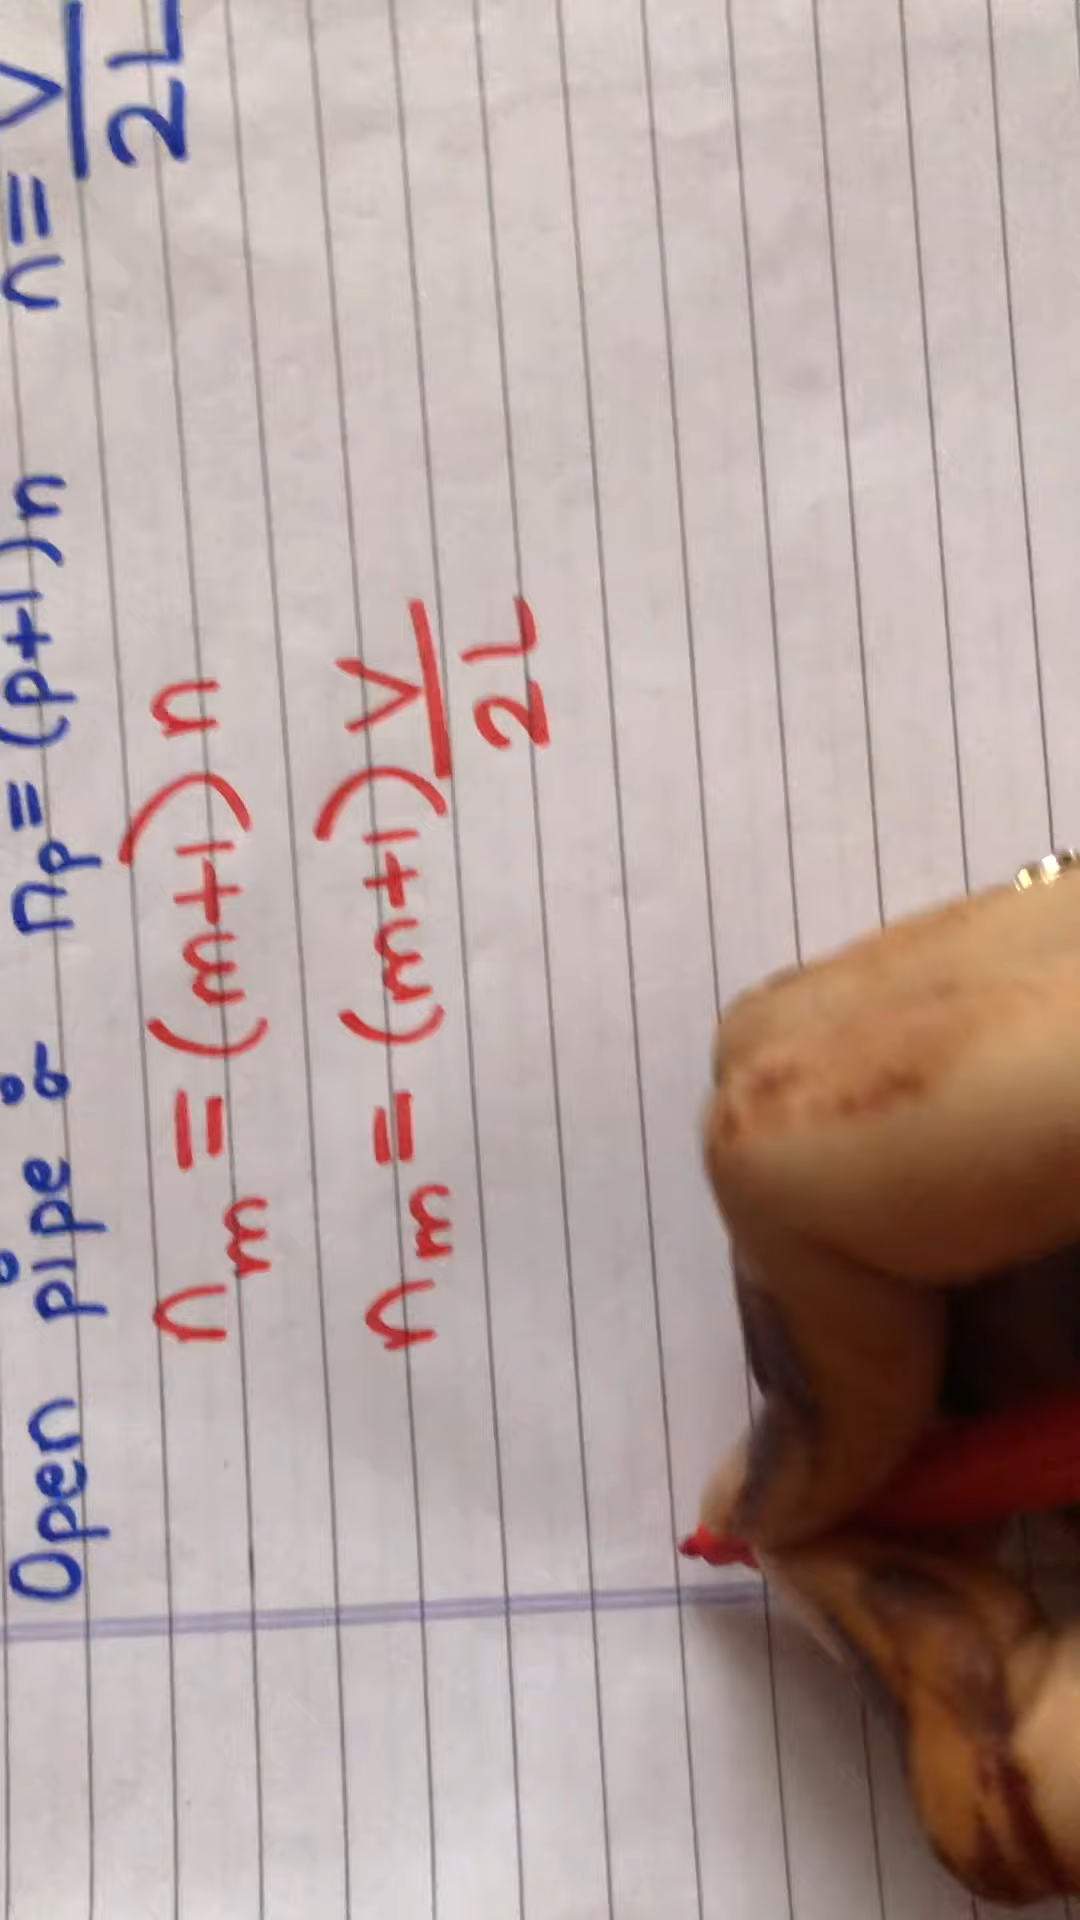 Open pipe : n_p = (p+1)n n = V/2L
n_m = (m+1) n
n_m = (m+1) V/2L